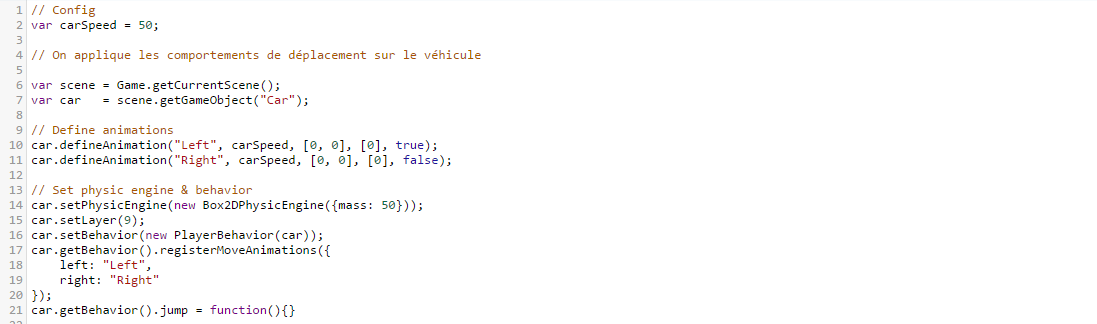 1 // Config
2 var carSpeed = 50;
3
4 // On applique les comportements de déplacement sur le véhicule
5
6 var scene = Game.getCurrentScene();
7 var car   = scene.getGameObject("Car");
8
9 // Define animations
10 car.defineAnimation("Left", carSpeed, [0, 0], [0], true);
11 car.defineAnimation("Right", carSpeed, [0, 0], [0], false);
12
13 // Set physic engine & behavior
14 car.setPhysicEngine(new Box2DPhysicEngine({mass: 50}));
15 car.setLayer(9);
16 car.setBehavior(new PlayerBehavior(car));
17 car.getBehavior().registerMoveAnimations({
18     left: "Left",
19     right: "Right"
20 });
21 car.getBehavior().jump = function(){}